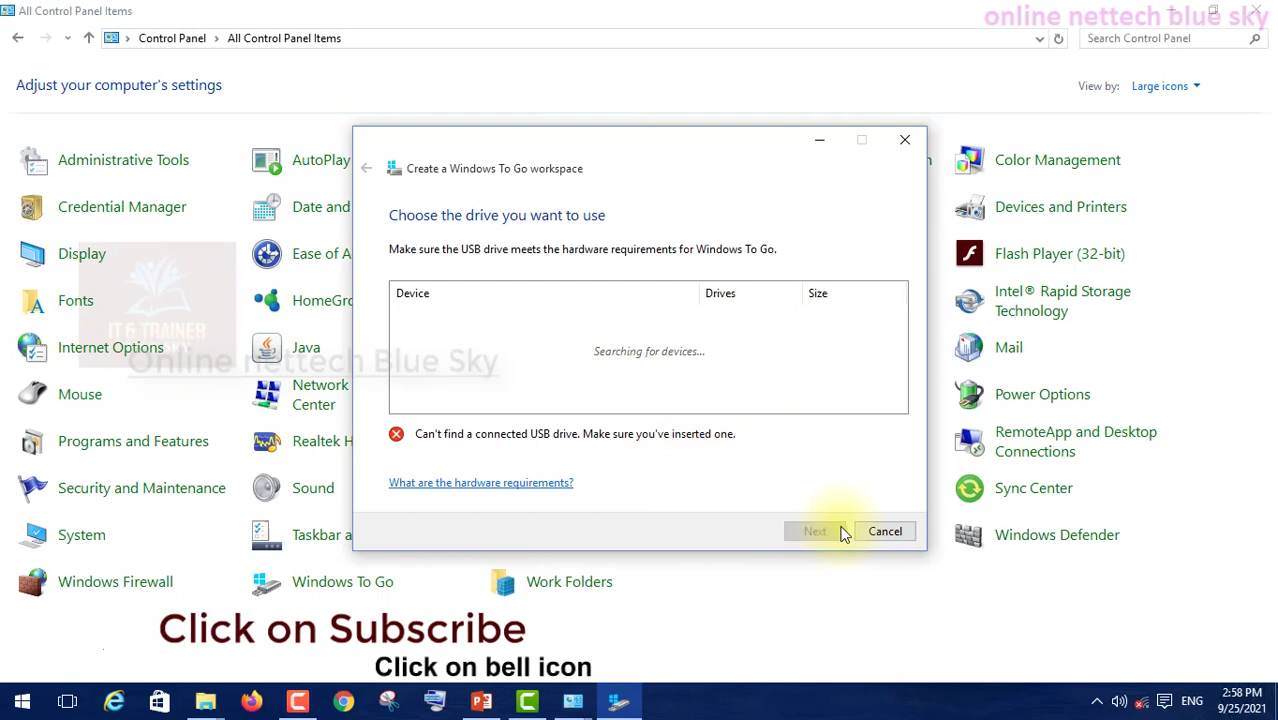 All Control Panel Items
online nettech blue sky
Control Panel
All Control Panel Items
Search Control Panel
Adjust your computer's settings
View by:
Large icons
Administrative Tools
AutoPlay
Color Management
Create a Windows To Go workspace
Credential Manager
Date and
Devices and Printers
Choose the drive you want to use
Make sure the USB drive meets the hardware requirements for Windows To Go.
Display
Ease of A
Flash Player (32-bit)
Device
Drives
Size
Fonts
HomeGro
Intel® Rapid Storage
Technology
IT & TRAINER
SKY
Internet Options
Java
Searching for devices...
Mail
Online nettech Blue Sky
Mouse
Network
Center
Power Options
Can't find a connected USB drive. Make sure you've inserted one.
Programs and Features
Realtek H
RemoteApp and Desktop
Connections
What are the hardware requirements?
Security and Maintenance
Sound
Sync Center
System
Taskbar a
Next
Cancel
Windows Defender
Windows Firewall
Windows To Go
Work Folders
Click on Subscribe
Click on bell icon
ENG
2:58 PM
9/25/2021